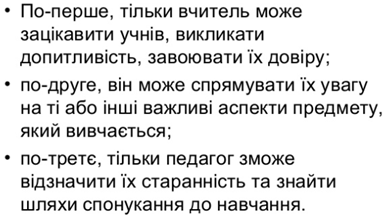 • По-перше, тільки вчитель може
зацікавити учнів, викликати
допитливість, завоювати їх довіру;
• по-друге, він може спрямувати їх увагу
на ті або інші важливі аспекти предмету,
який вивчається;
• по-третє, тільки педагог зможе
відзначити їх старанність та знайти
шляхи спонукання до навчання.